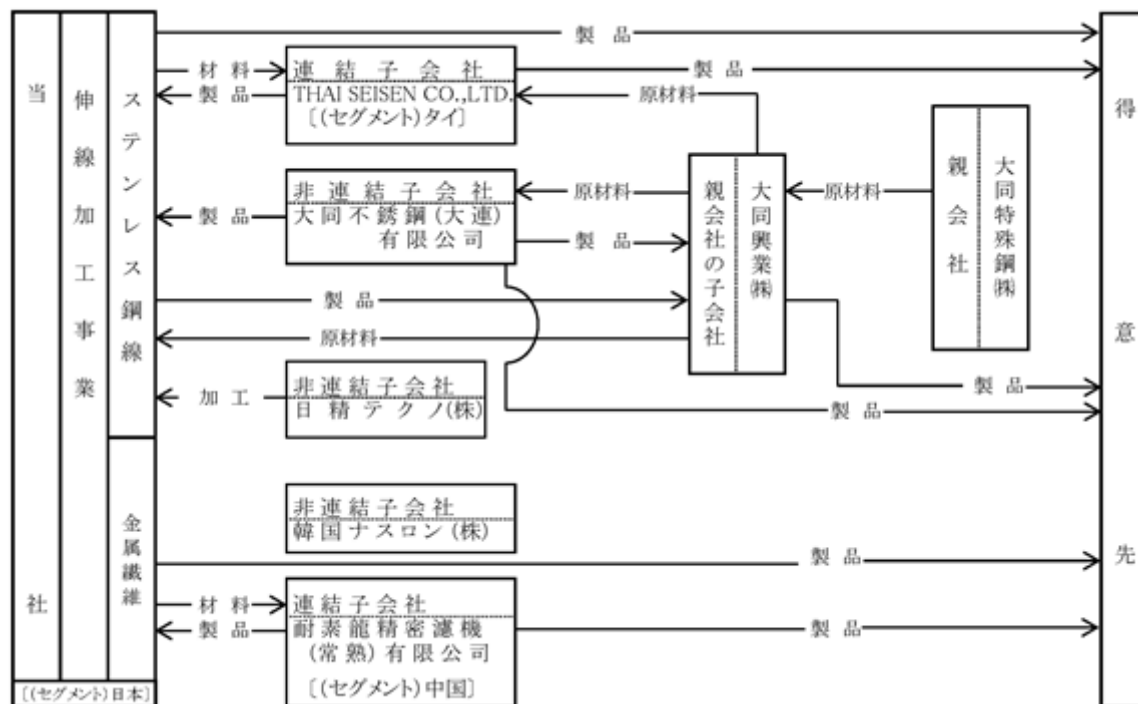 当社
伸線加工事業
ステンレス鋼線
金属繊維
[(セグメント)日本]
製品
材料
製品
連結子会社
THAI SEISEN CO.,LTD.
[(セグメント)タイ]
製品
原材料
非連結子会社
大同不銹鋼(大連)
有限公司
製品
原材料
製品
親会社の子会社
大同興業㈱
原材料
親会社
大同特殊鋼㈱
製品
原材料
製品
製品
加工
非連結子会社
日精テクノ(株)
非連結子会社
韓国ナスロン(株)
製品
材料
製品
連結子会社
耐素龍精密濾機
(常熟)有限公司
[(セグメント)中国]
製品
得意先